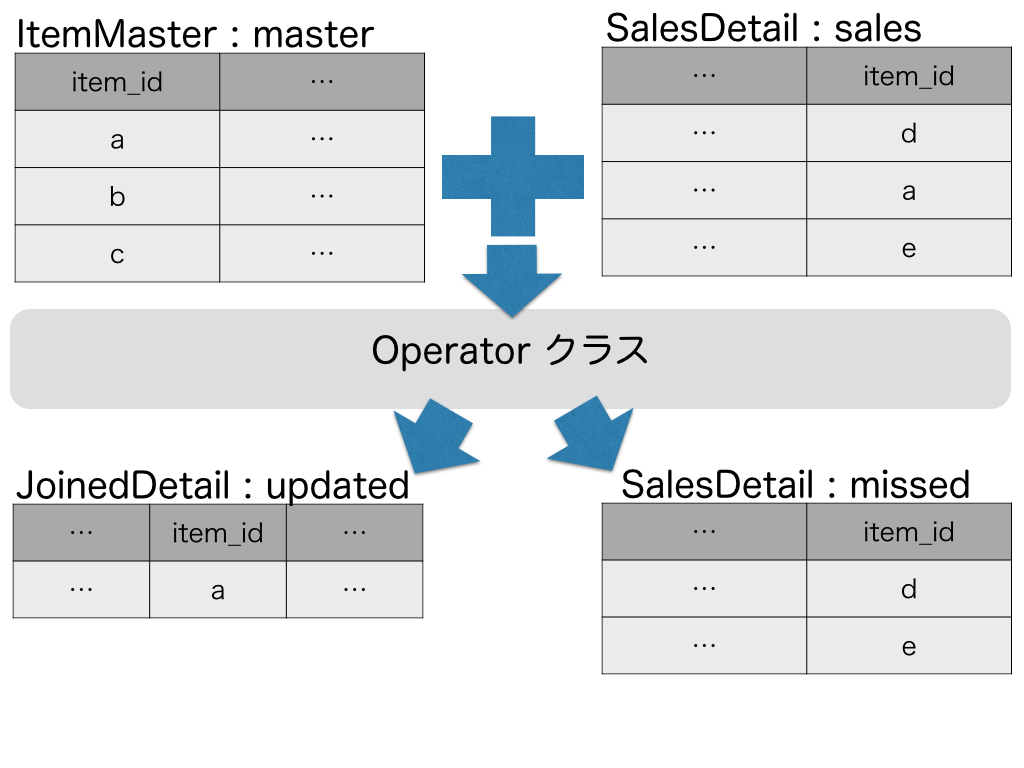 ItemMaster : master
item_id …
a …
b …
c …
SalesDetail : sales
… item_id
… d
… a
… e
Operator クラス
JoinedDetail : updated
… item_id …
… a …
SalesDetail : missed
… item_id
… d
… e